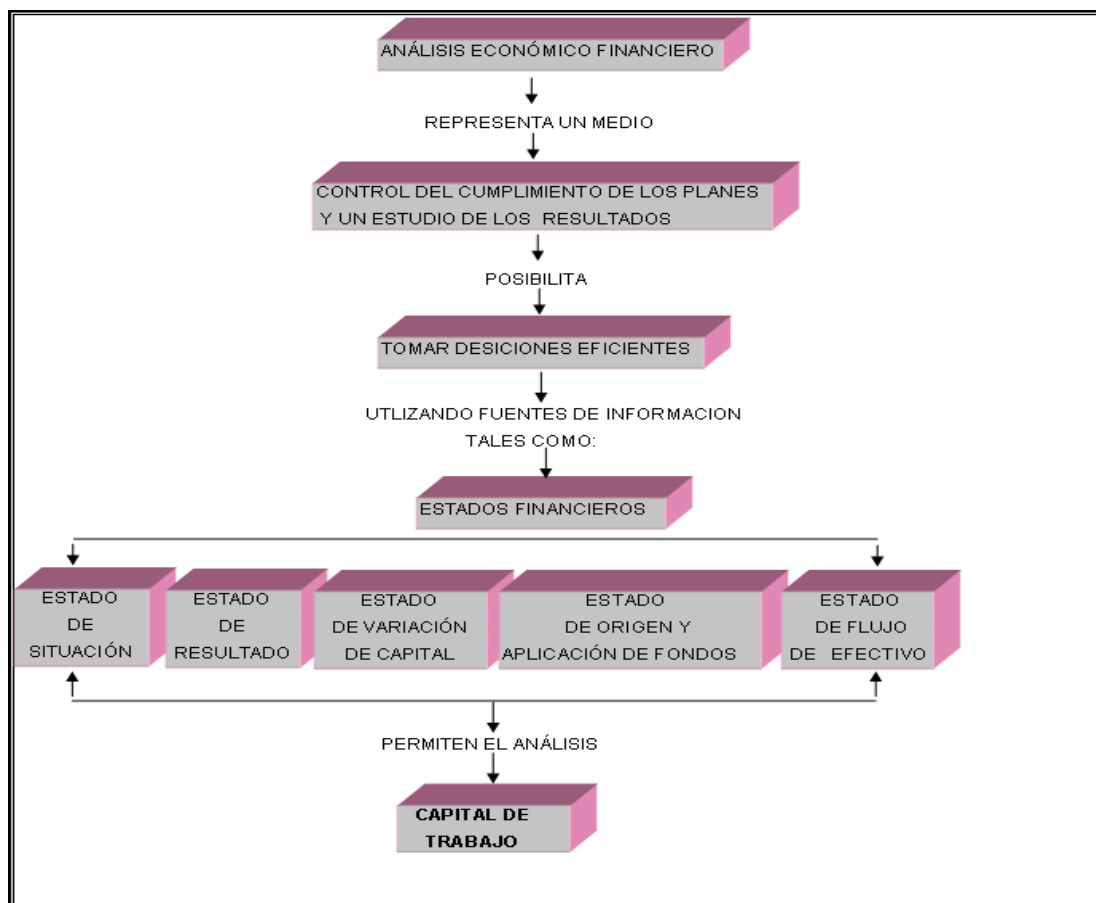 ANÁLISIS ECONÓMICO FINANCIERO
REPRESENTA UN MEDIO
CONTROL DEL CUMPLIMIENTO DE LOS PLANES
Y UN ESTUDIO DE LOS RESULTADOS
POSIBILITA
TOMAR DESICIONES EFICIENTES
UTLIZANDO FUENTES DE INFORMACION
TALES COMO:
ESTADOS FINANCIEROS
ESTADO
DE
SITUACIÓN
ESTADO
DE
RESULTADO
ESTADO
DE VARIACIÓN
DE CAPITAL
ESTADO
DE ORIGEN Y
APLICACIÓN DE FONDOS
ESTADO
DE FLUJO
DE EFECTIVO
PERMITEN EL ANÁLISIS
CAPITAL DE
TRABAJO